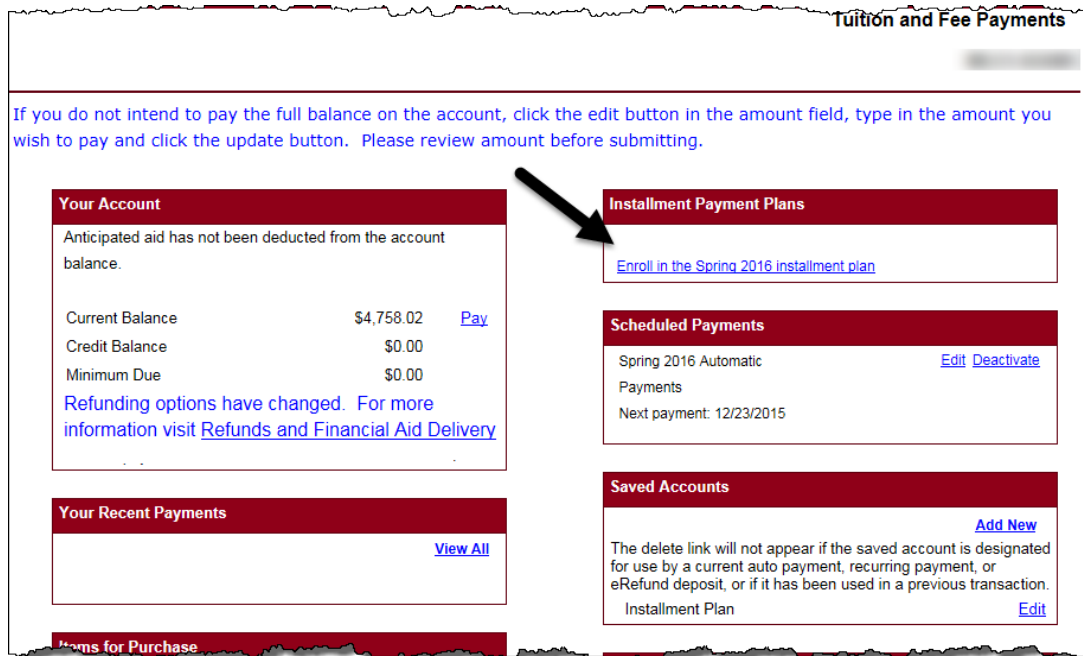 Tuition and Fee Payments
If you do not intend to pay the full balance on the account, click the edit button in the amount field, type in the amount you
wish to pay and click the update button.  Please review amount before submitting.
Your Account
Anticipated aid has not been deducted from the account
balance.
Current Balance $4,758.02 Pay
Credit Balance $0.00
Minimum Due $0.00
Refunding options have changed.  For more
information visit Refunds and Financial Aid Delivery
Your Recent Payments
View All
Items for Purchase
Installment Payment Plans
Enroll in the Spring 2016 installment plan
Scheduled Payments
Spring 2016 Automatic Edit Deactivate
Payments
Next payment: 12/23/2015
Saved Accounts
Add New
The delete link will not appear if the saved account is designated
for use by a current auto payment, recurring payment, or
eRefund deposit, or if it has been used in a previous transaction.
Installment Plan Edit